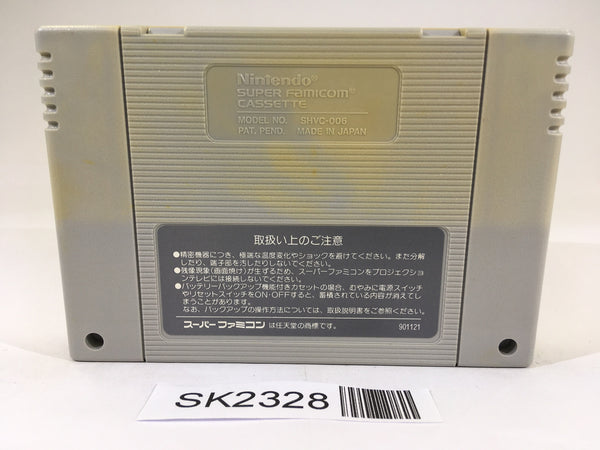 Nintendo®
SUPER FAMICOM®
CASSETTE
MODEL NO. SHVC-006
PAT. PEND. MADE IN JAPAN
取扱い上のご注意
●精密機器につき、極端な温度変化やショックを避けてください。また分解
したり、端子部を汚したりしないでください。
●残像現象(画面焼け)が生ずるため、スーパーファミコンをプロジェクショ
ンテレビには接続しないでください。
●バッテリーバックアップ機能付きカセットの場合、むやみに電源スイッチ
やリセットスイッチをON·OFFすると、蓄積されている内容が消えてし
まうことがあります。
なお、バックアップの操作方法については、取扱説明書をご参照ください。
スーパーファミコン は任天堂の商標です。 901121
SK2328